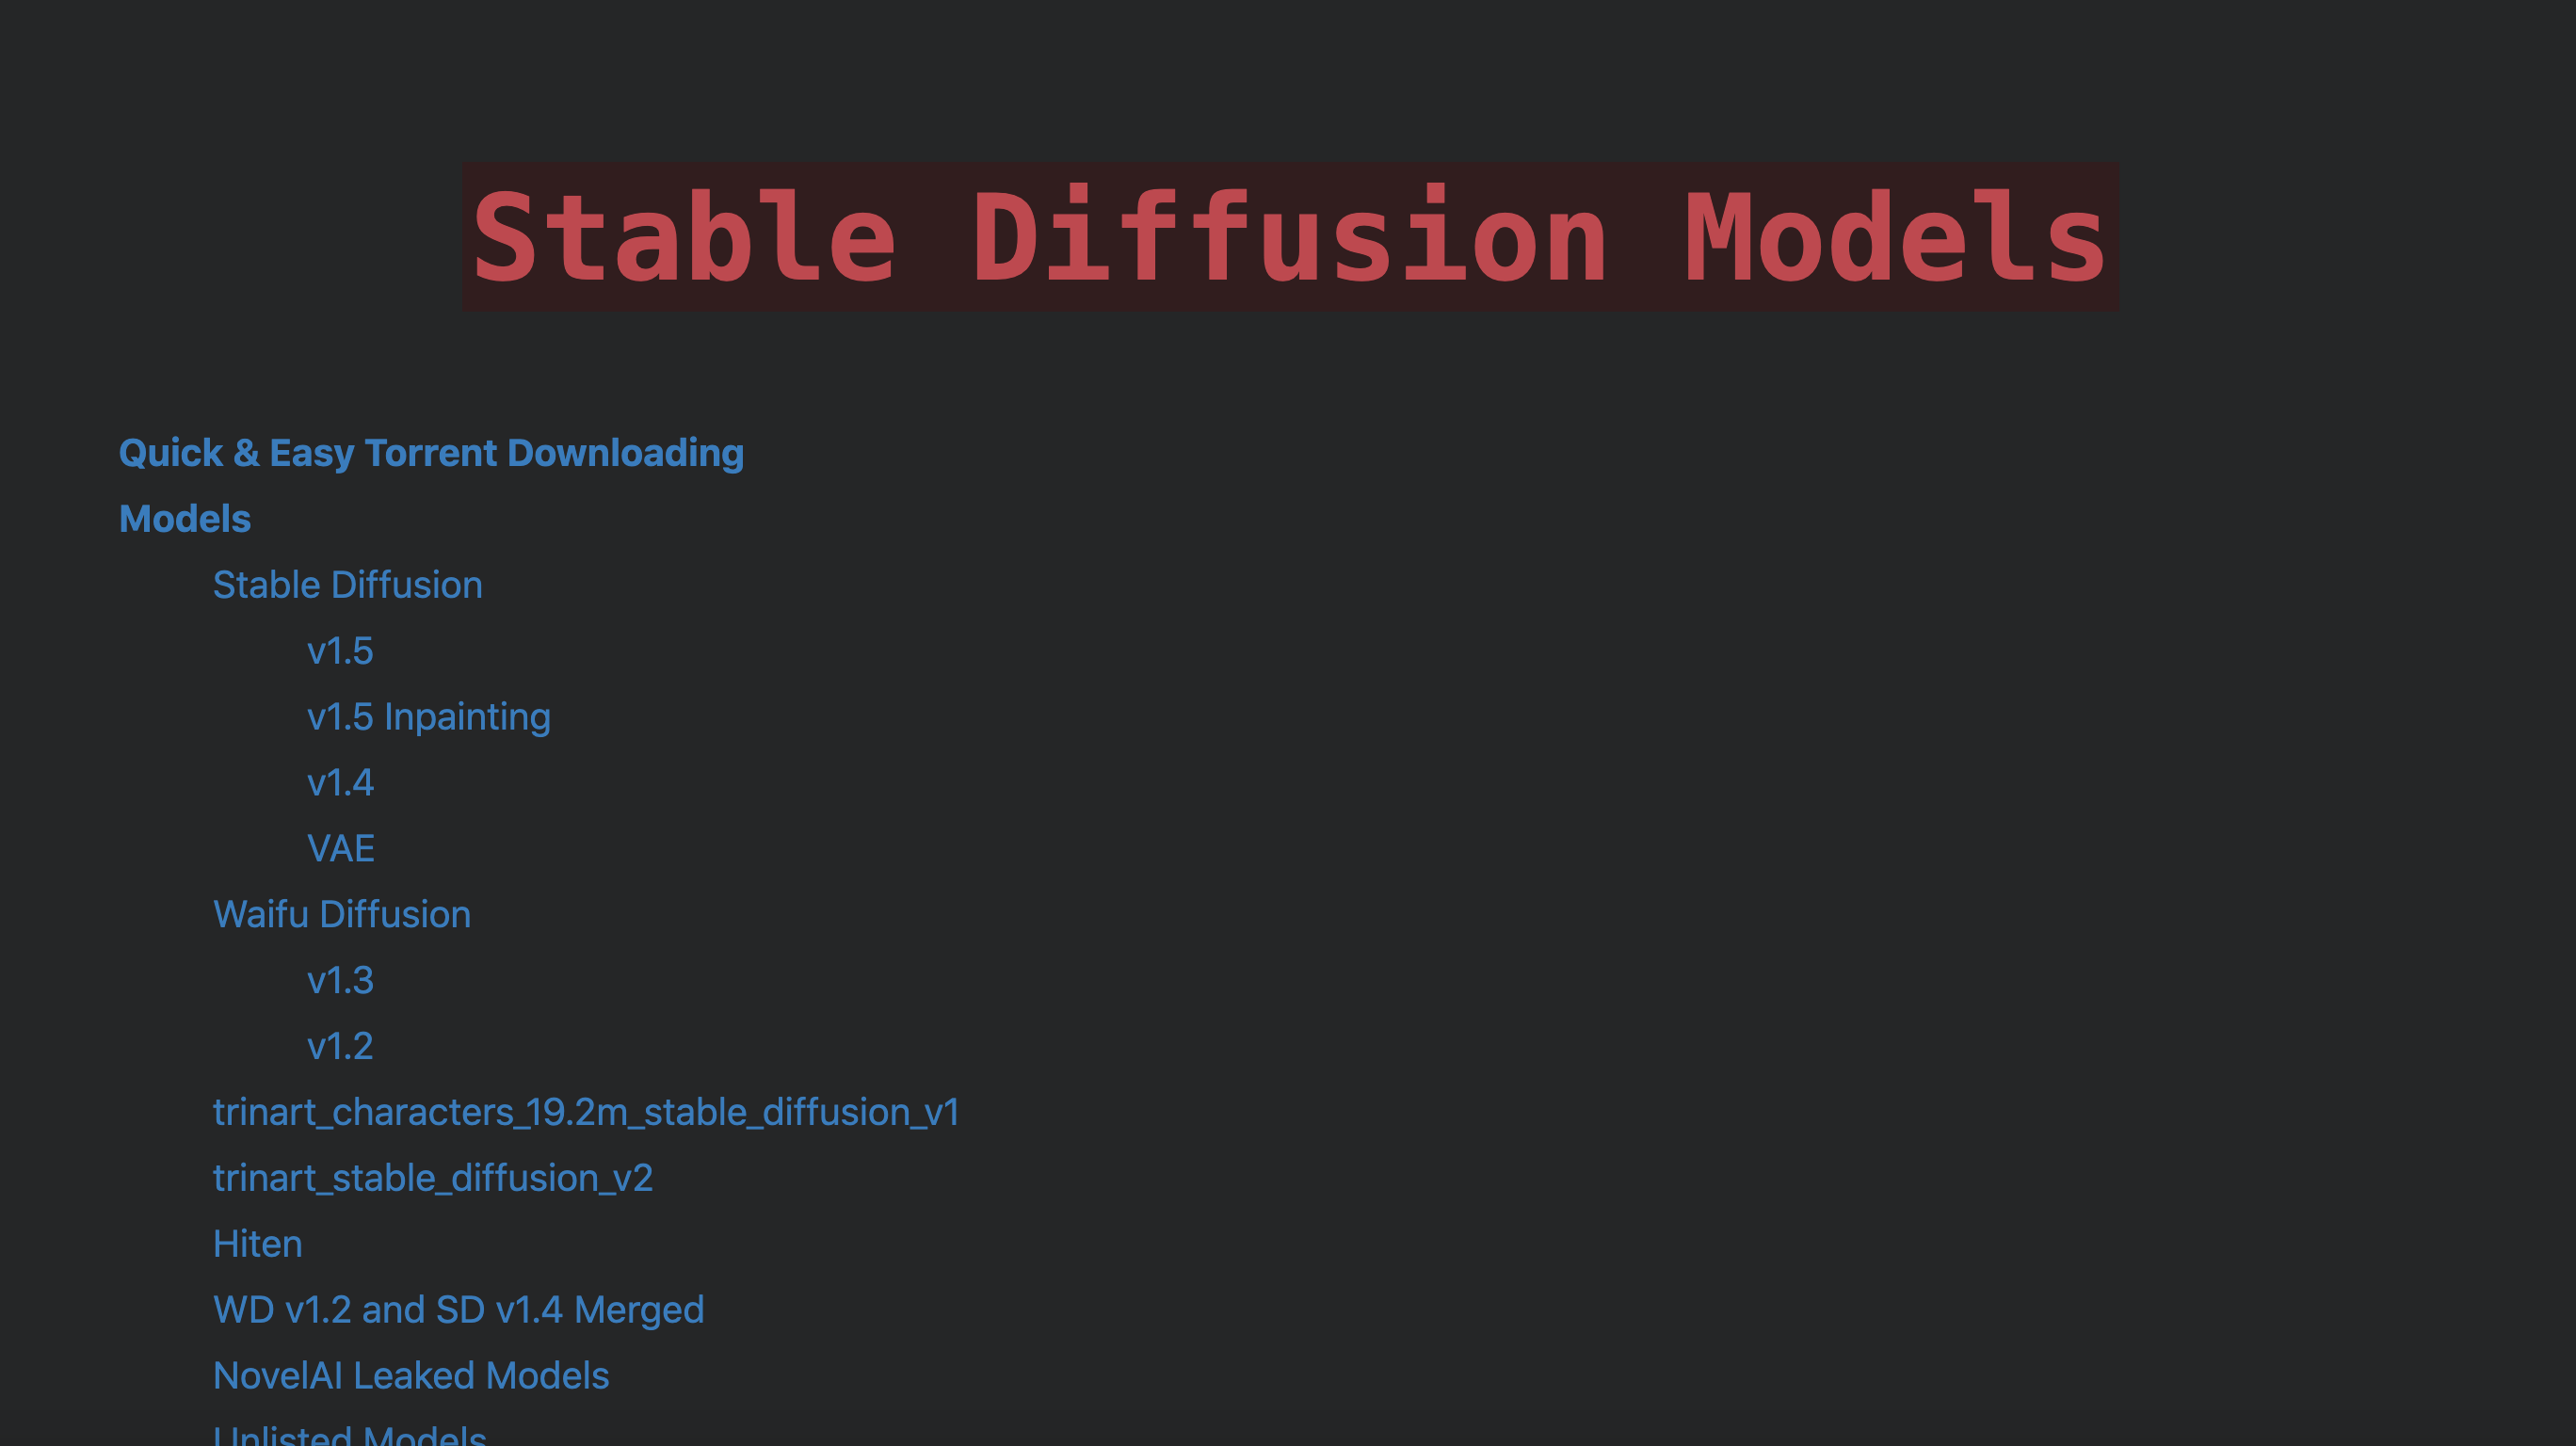 Stable Diffusion Models
Quick & Easy Torrent Downloading
Models
Stable Diffusion
v1.5
v1.5 Inpainting
v1.4
VAE
Waifu Diffusion
v1.3
v1.2
trinart_characters_19.2m_stable_diffusion_v1
trinart_stable_diffusion_v2
Hiten
WD v1.2 and SD v1.4 Merged
NovelAI Leaked Models
Unlisted Models